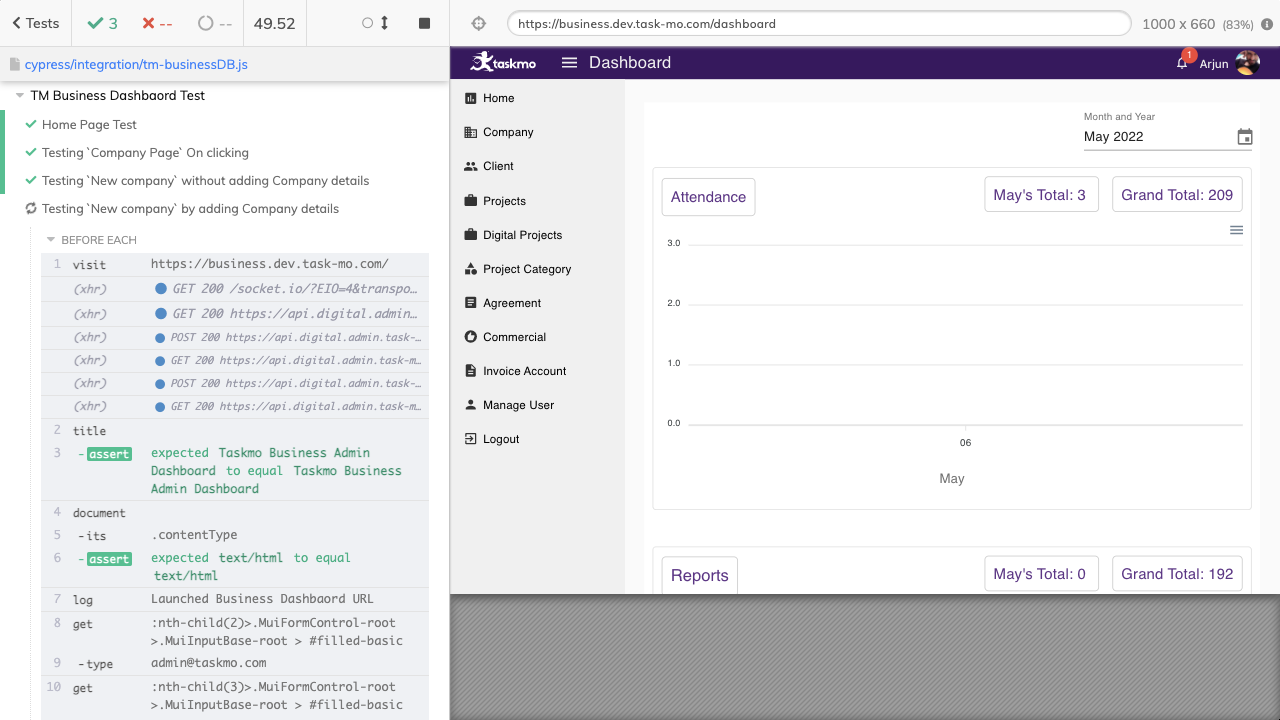 Tests
3
--
--
49.52
https://business.dev.task-mo.com/dashboard
1000 x 660 (83%)
cypress/integration/tm-businessDB.js
TM Business Dashbaord Test
Home Page Test
Testing `Company Page` On clicking
Testing `New company` without adding Company details
Testing `New company` by adding Company details
BEFORE EACH
1 visit https://business.dev.task-mo.com/
(xhr) GET 200 /socket.io/?EIO=4&transpo…
(xhr) GET 200 https://api.digital.admin…
(xhr) POST 200 https://api.digital.admin.task-…
(xhr) GET 200 https://api.digital.admin.task-m…
(xhr) POST 200 https://api.digital.admin.task-…
(xhr) GET 200 https://api.digital.admin.task-m…
2 title
3 -assert expected Taskmo Business Admin
Dashboard to equal Taskmo Business
Admin Dashboard
4 document
5 -its .contentType
6 -assert expected text/html to equal
text/html
7 log Launched Business Dashbaord URL
8 get :nth-child(2)>.MuiFormControl-root
>.MuiInputBase-root > #filled-basic
9 -type admin@taskmo.com
10 get :nth-child(3)>.MuiFormControl-root
>.MuiInputBase-root > #filled-basic
taskmo
Dashboard
1
Arjun
Home
Company
Client
Projects
Digital Projects
Project Category
Agreement
Commercial
Invoice Account
Manage User
Logout
Month and Year
May 2022
Attendance
May's Total: 3
Grand Total: 209
3.0
2.0
1.0
0.0
06
May
Reports
May's Total: 0
Grand Total: 192